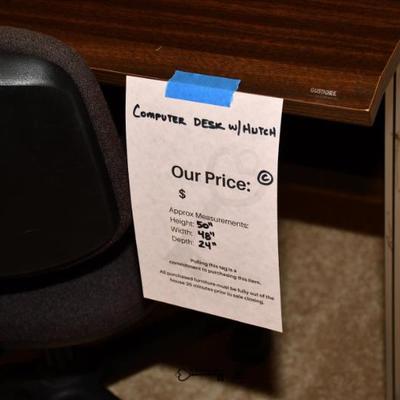 GUSTODEE
COMPUTER DESK W/HUTCH
Our Price: ©
$
Approx Measurements:
Height: 50"
Width: 48"
Depth: 24"
Pulling this tag is a
commitment to purchasing this item.
All purchased furniture must be fully out of the
house 30 minutes prior to sale closing.